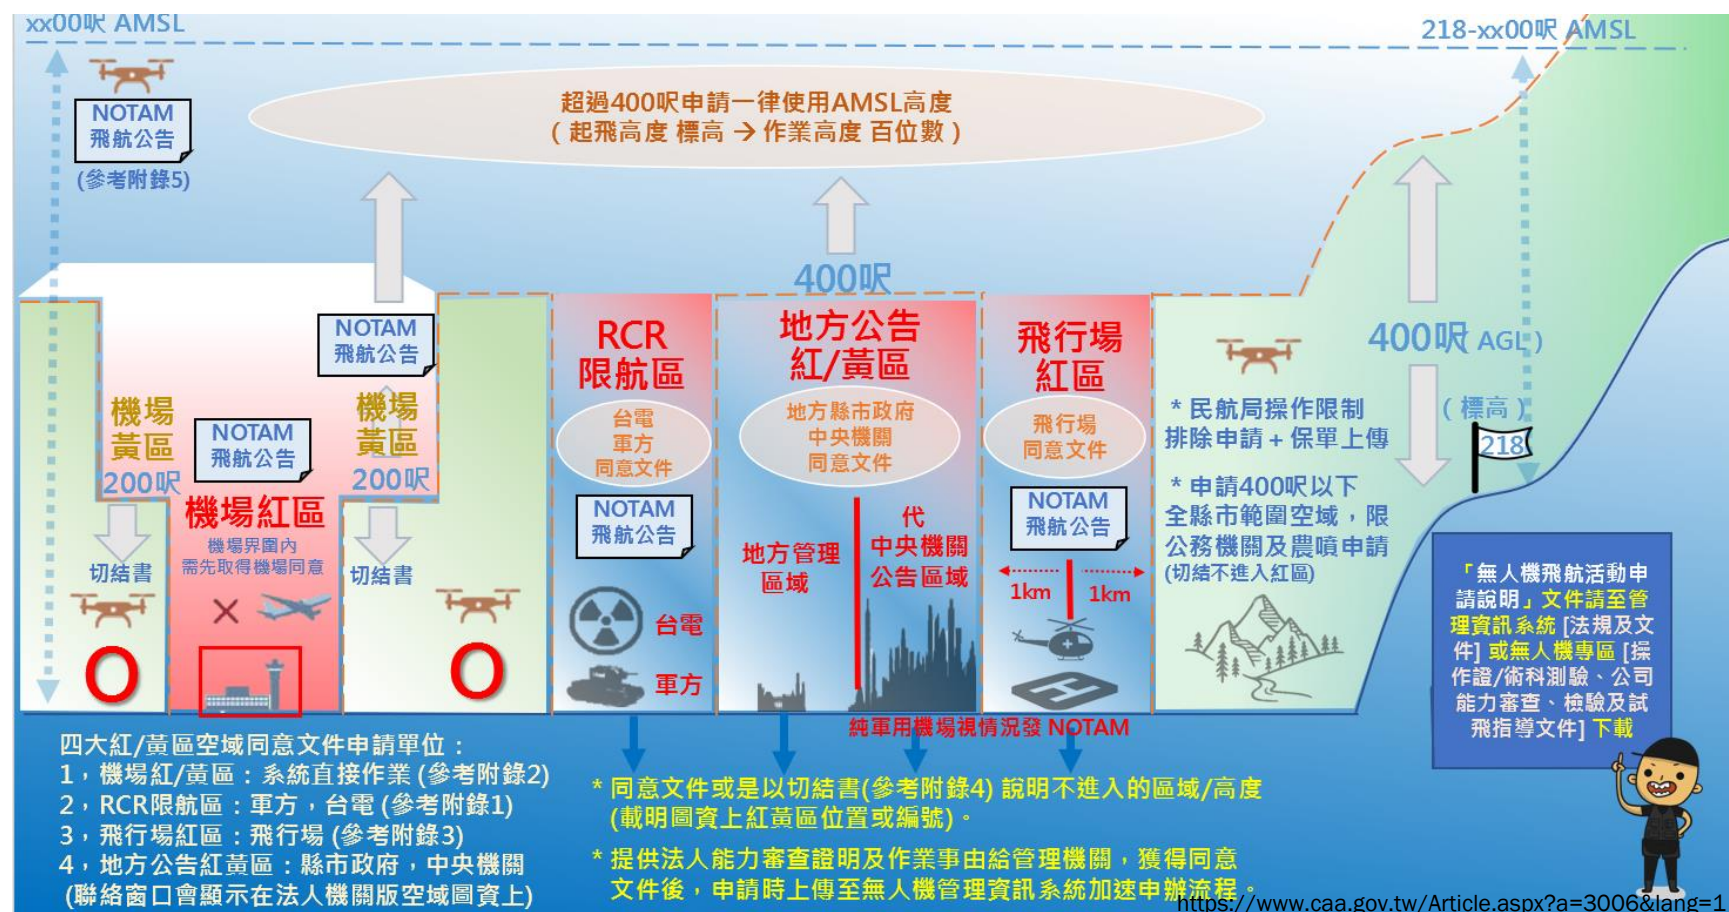 xx00呎 AMSL
218-xx00呎 AMSL
NOTAM
飛航公告
(參考附錄5)
超過400呎申請一律使用AMSL高度
( 起飛高度 標高 → 作業高度 百位數 )
400呎
NOTAM
飛航公告
機場
黃區
200呎
切結書
O
NOTAM
飛航公告
機場紅區
機場界圍內
需先取得機場同意
機場
黃區
200呎
切結書
O
RCR
限航區
台電
軍方
同意文件
NOTAM
飛航公告
台電
軍方
地方公告
紅/黃區
地方縣市政府
中央機關
同意文件
地方管理
區域
代
中央機關
公告區域
飛行場
紅區
飛行場
同意文件
NOTAM
飛航公告
1km
1km
純軍用機場視情況發 NOTAM
* 民航局操作限制
排除申請 + 保單上傳
* 申請400呎以下
全縣市範圍空域，限
公務機關及農噴申請
(切結不進入紅區)
400呎 AGL )
( 標高 )
218
「無人機飛航活動申
請說明」文件請至管
理資訊系統 [法規及文
件] 或無人機專區 [操
作證/術科測驗、公司
能力審查、檢驗及試
飛指導文件] 下載
四大紅/黃區空域同意文件申請單位：
1，機場紅/黃區：系統直接作業 (參考附錄2)
2，RCR限航區：軍方，台電 (參考附錄1)
3，飛行場紅區：飛行場 (參考附錄3)
4，地方公告紅黃區：縣市政府，中央機關
(聯絡窗口會顯示在法人機關版空域圖資上)
* 同意文件或是以切結書(參考附錄4) 說明不進入的區域/高度
(載明圖資上紅黃區位置或編號)。
* 提供法人能力審查證明及作業事由給管理機關，獲得同意
文件後，申請時上傳至無人機管理資訊系統加速申辦流程。
https://www.caa.gov.tw/Article.aspx?a=3006&lang=1